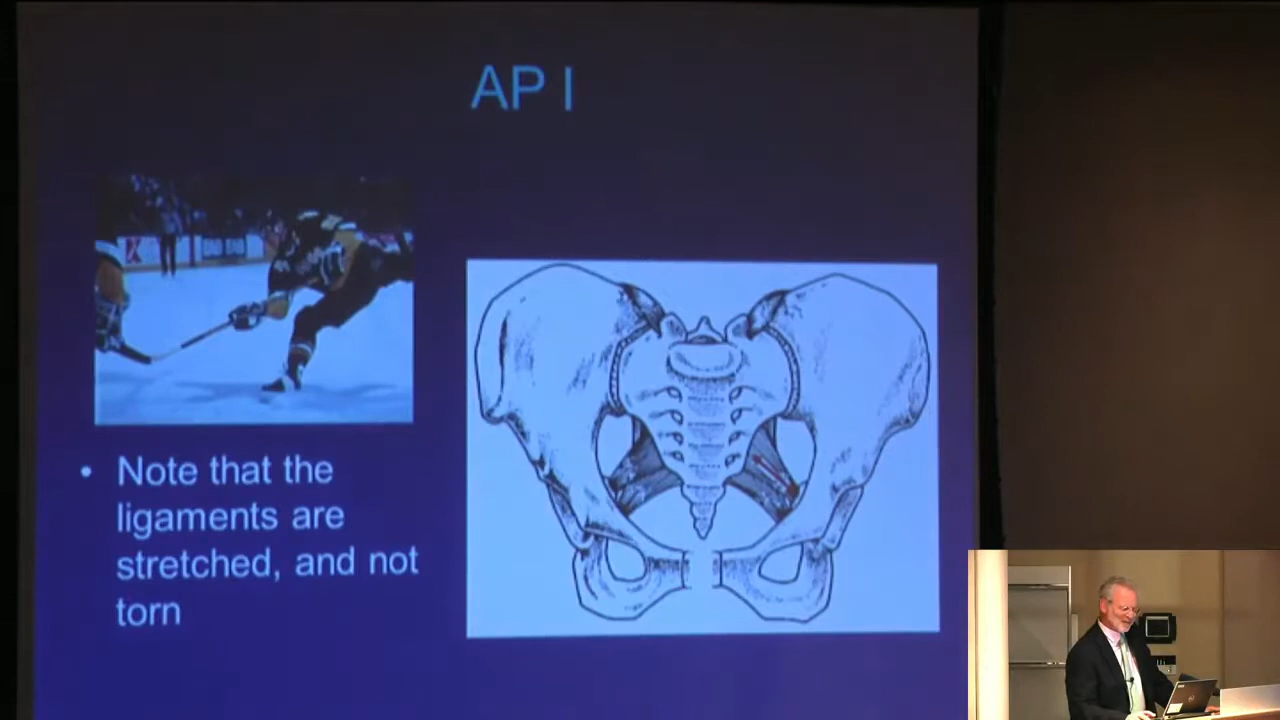 AP I
• Note that the
ligaments are
stretched, and not
torn